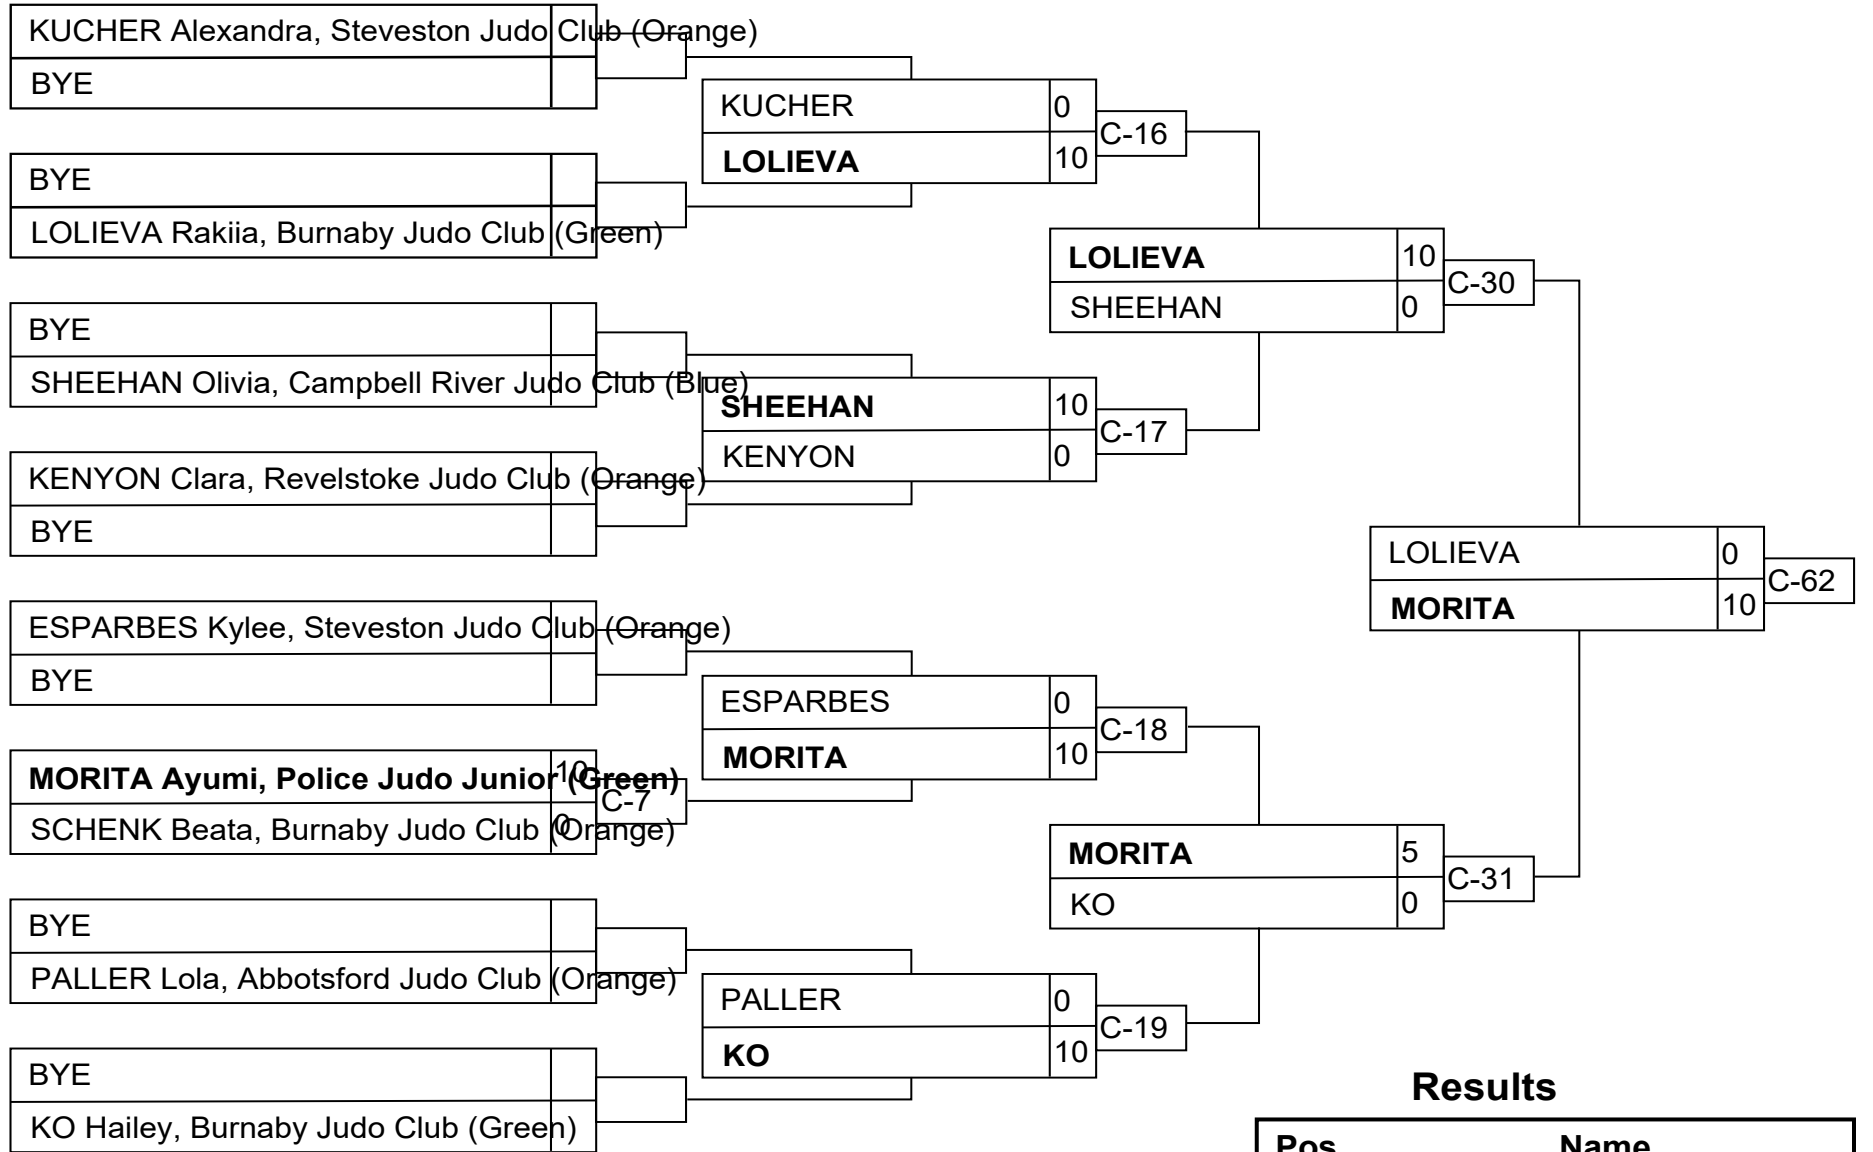 KUCHER Alexandra, Steveston Judo Club (Orange)
BYE
BYE
LOLIEVA Rakiia, Burnaby Judo Club (Green)
BYE
SHEEHAN Olivia, Campbell River Judo Club (Blue)
KENYON Clara, Revelstoke Judo Club (Orange)
BYE
ESPARBES Kylee, Steveston Judo Club (Orange)
BYE
MORITA Ayumi, Police Judo Junior (Green) 10
SCHENK Beata, Burnaby Judo Club (Orange) 0
C-7
BYE
PALLER Lola, Abbotsford Judo Club (Orange)
BYE
KO Hailey, Burnaby Judo Club (Green)
KUCHER 0
LOLIEVA 10
C-16
SHEEHAN 10
KENYON 0
C-17
ESPARBES 0
MORITA 10
C-18
PALLER 0
KO 10
C-19
LOLIEVA 10
SHEEHAN 0
C-30
MORITA 5
KO 0
C-31
LOLIEVA 0
MORITA 10
C-62
Results
Pos Name